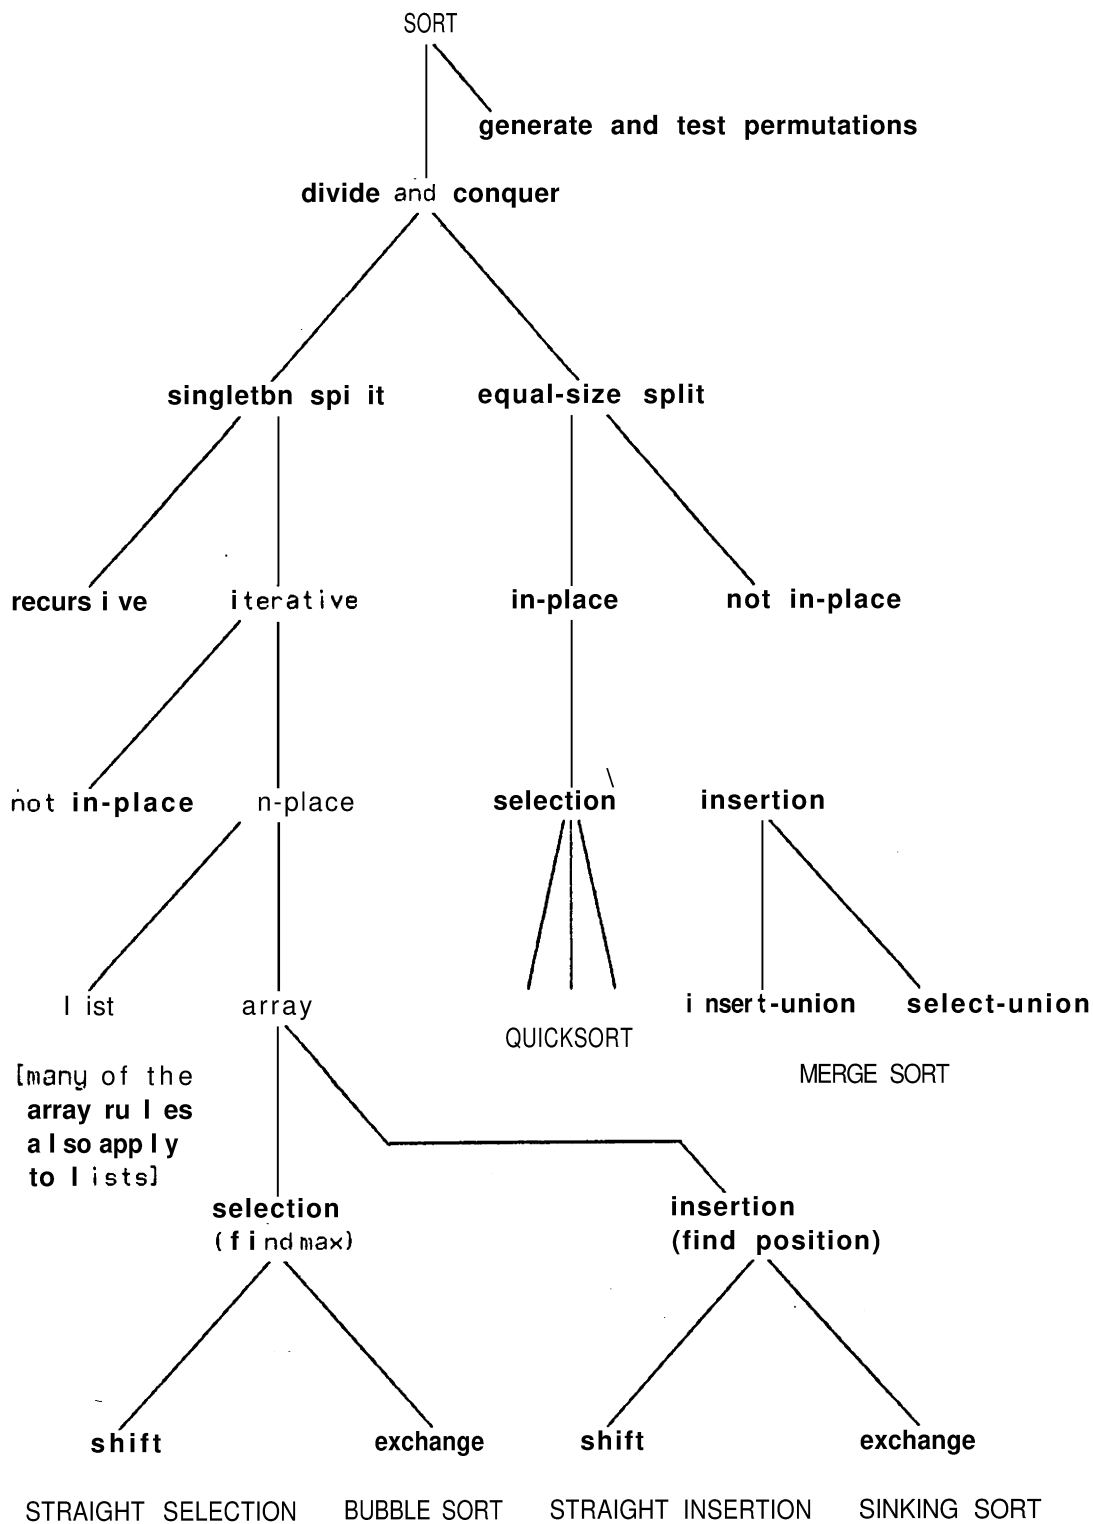 SORT
generate and test permutations
divide and conquer
singletbn spi it
equal-size split
recurs i ve
iterative
in-place
not in-place
not in-place
n-place
selection
insertion
l ist
array
i nsert-union
select-union
QUICKSORT
MERGE SORT
[many of the
array ru l es
a l so app l y
to l ists]
selection
(findmax)
insertion
(find position)
shift
exchange
shift
exchange
STRAIGHT SELECTION
BUBBLE SORT
STRAIGHT INSERTION
SINKING SORT